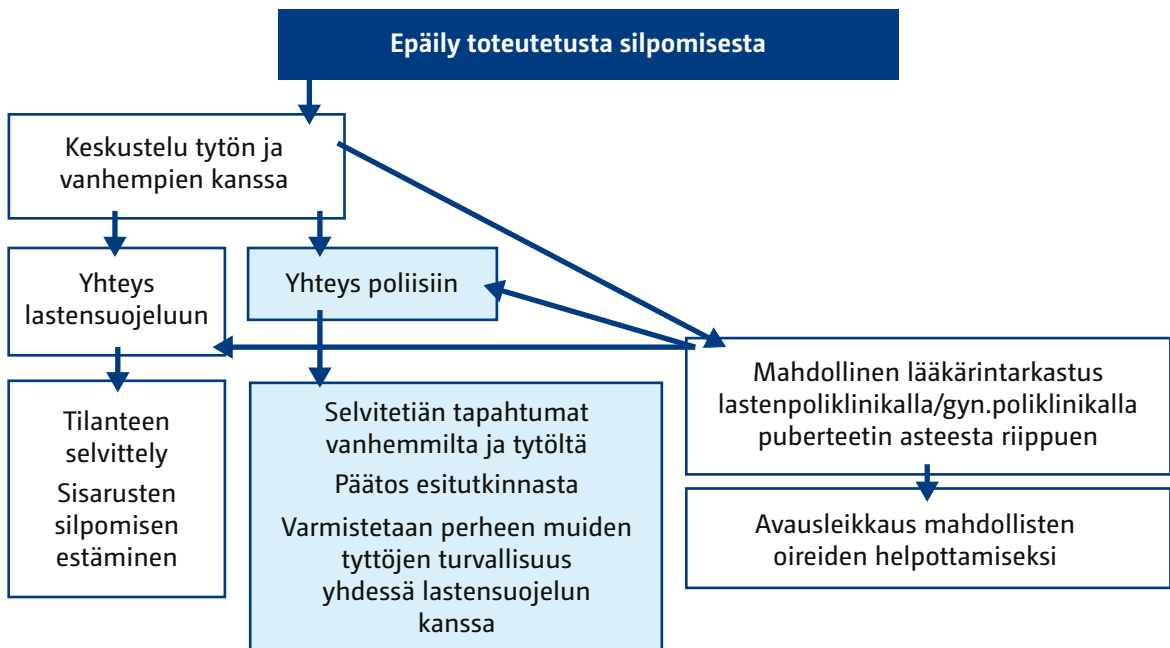 Epäily toteutetusta silpomisesta
Keskustelu tytön ja
vanhempien kanssa
Yhteys
lastensuojeluun
Yhteys poliisiin
Tilanteen
selvittely
Sisarusten
silpomisen
estäminen
Selvitetiän tapahtumat
vanhemmilta ja tytöltä
Päätos esitutkinnasta
Varmistetaan perheen muiden
tyttöjen turvallisuus
yhdessä lastensuojelun
kanssa
Mahdollinen lääkärintarkastus
lastenpoliklinikalla/gyn.poliklinikalla
puberteetin asteesta riippuen
Avausleikkaus mahdollisten
oireiden helpottamiseksi